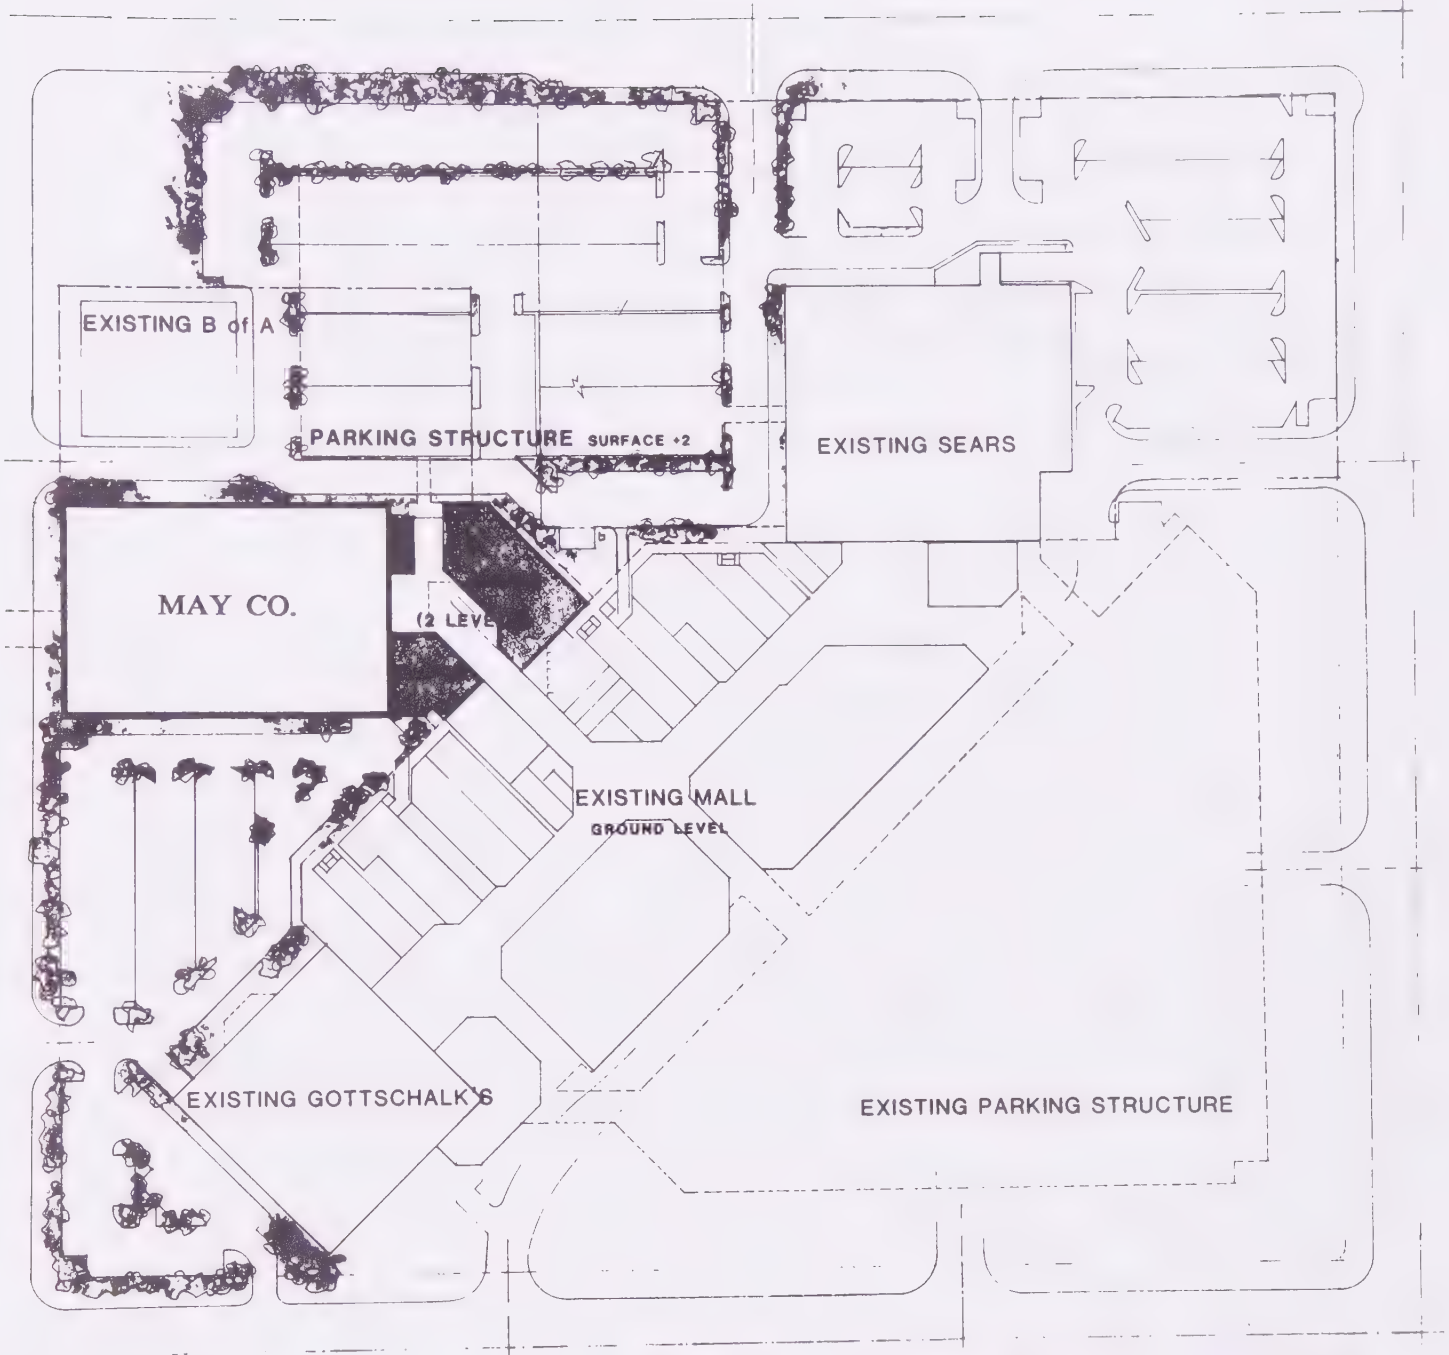 EXISTING B of A
PARKING STRUCTURE SURFACE +2
EXISTING SEARS
MAY CO.
(2 LEVE
EXISTING MALL
GROUND LEVEL
EXISTING GOTTSCHALK'S
EXISTING PARKING STRUCTURE